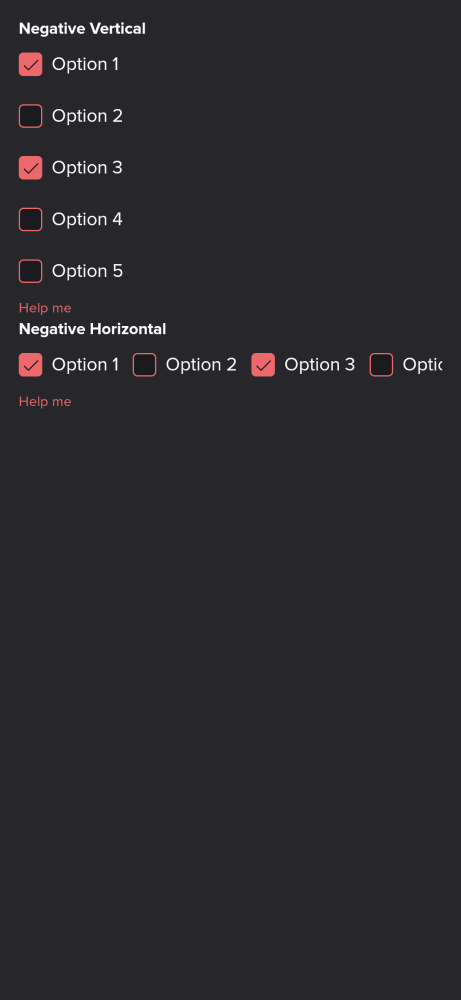 Negative Vertical
Option 1
Option 2
Option 3
Option 4
Option 5
Help me
Negative Horizontal
Option 1 Option 2 Option 3
Help me